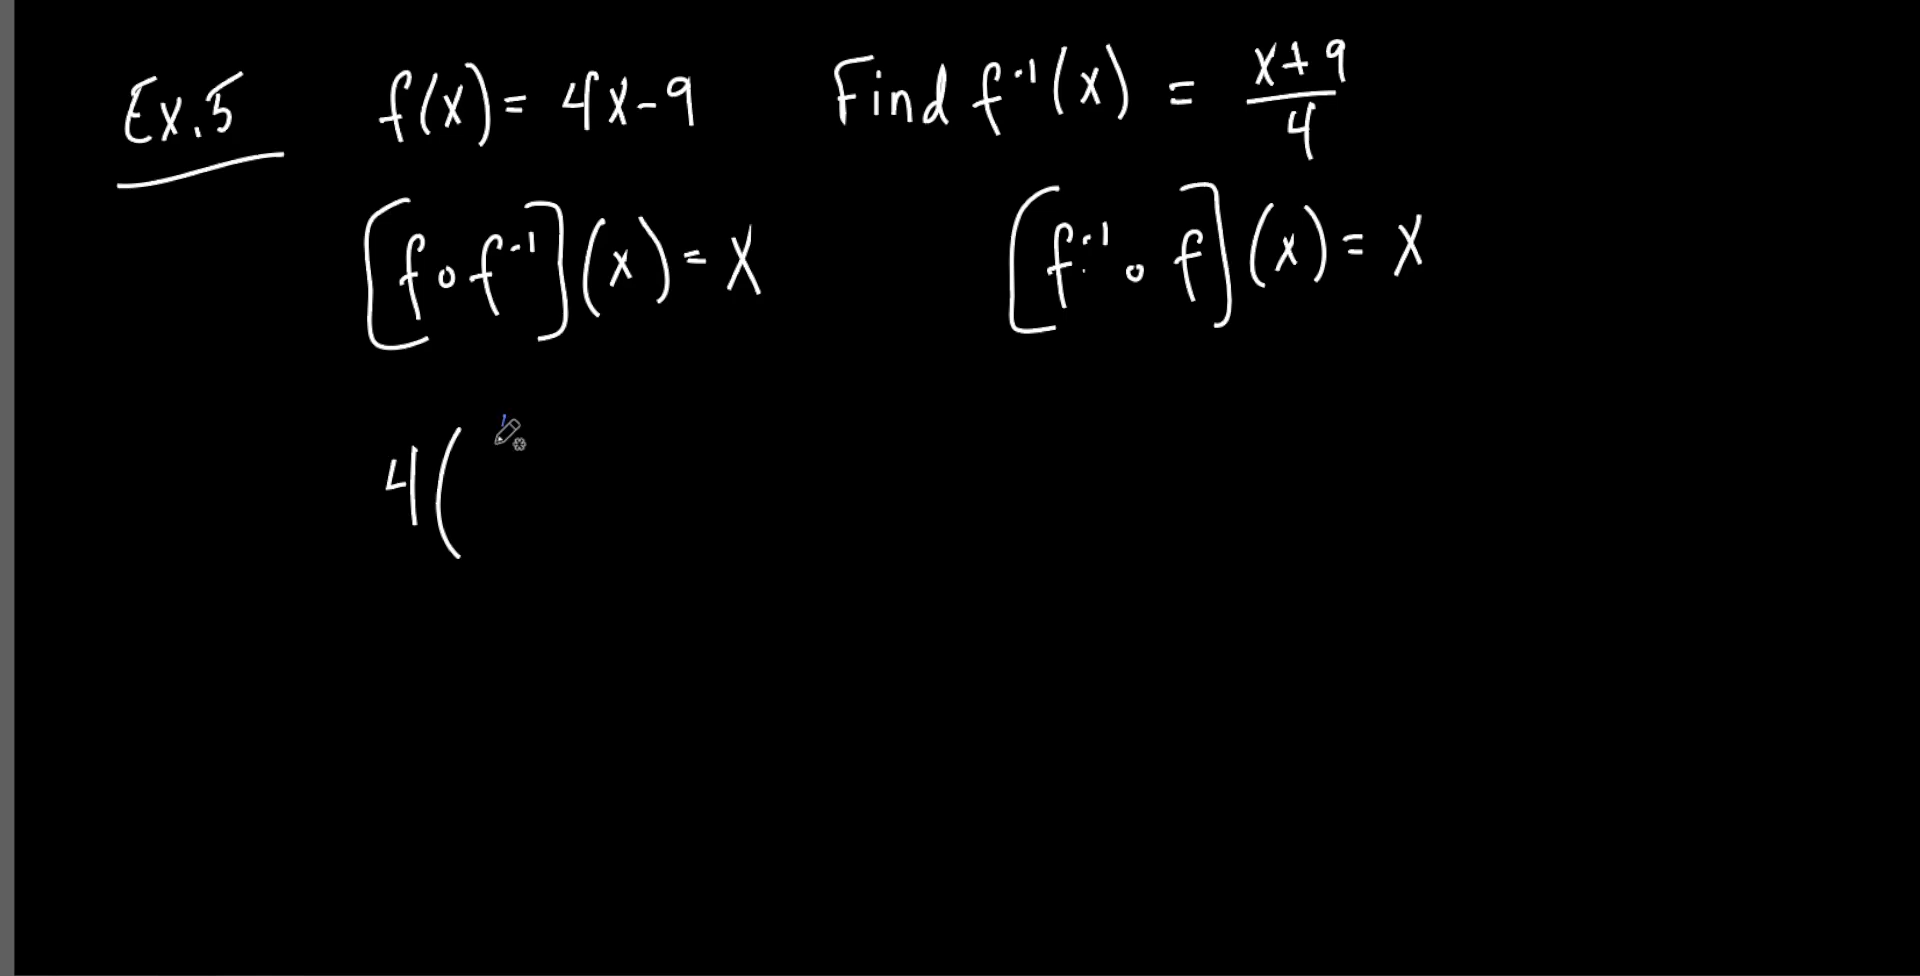 Ex.5 f(x) = 4x-9 Find f⁻¹(x) = (x+9)/4
[f∘f⁻¹](x) = x [f⁻¹∘f](x) = x
4(